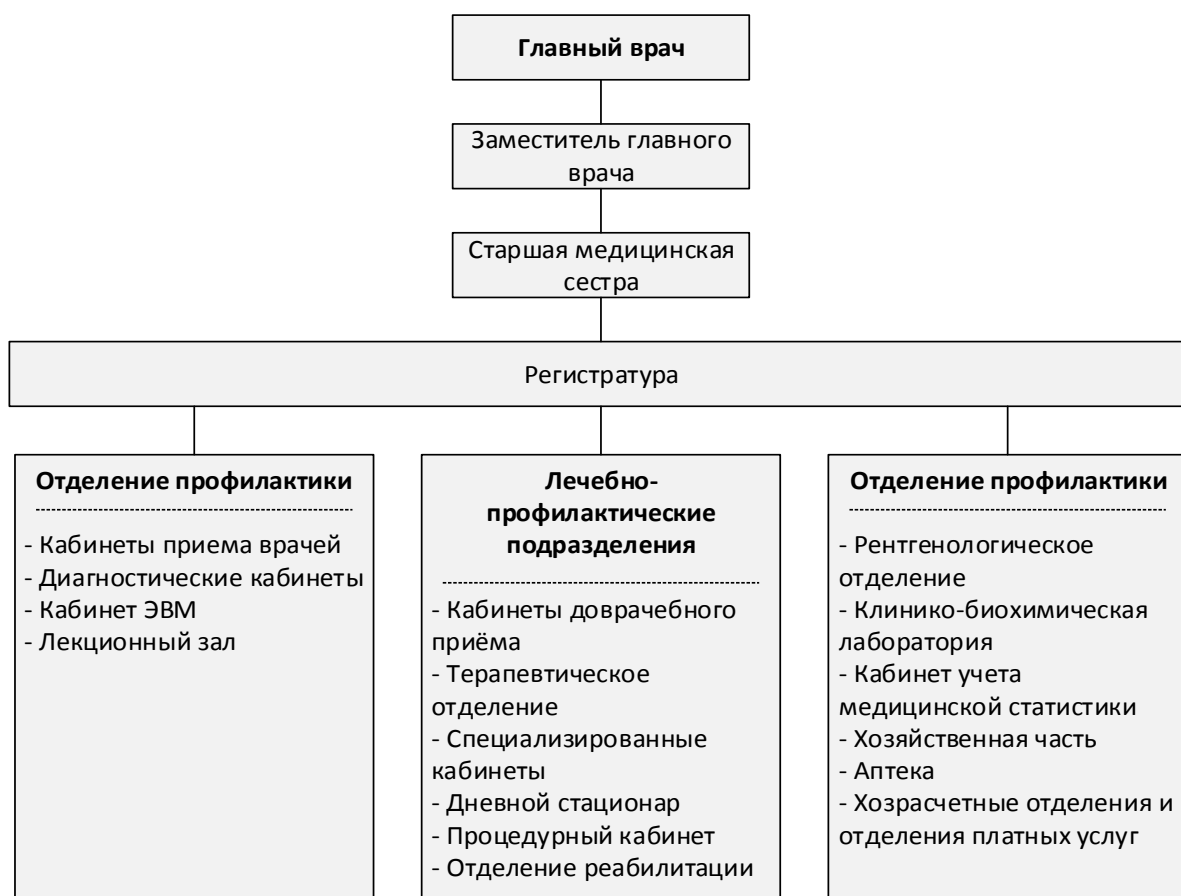 Главный врач
Заместитель главного
врача
Старшая медицинская
сестра
Регистратура
Отделение профилактики
- Кабинеты приема врачей
- Диагностические кабинеты
- Кабинет ЭВМ
- Лекционный зал
Лечебно-
профилактические
подразделения
- Кабинеты доврачебного
приёма
- Терапевтическое
отделение
- Специализированные
кабинеты
- Дневной стационар
- Процедурный кабинет
- Отделение реабилитации
Отделение профилактики
- Рентгенологическое
отделение
- Клинико-биохимическая
лаборатория
- Кабинет учета
медицинской статистики
- Хозяйственная часть
- Аптека
- Хозрасчетные отделения и
отделения платных услуг